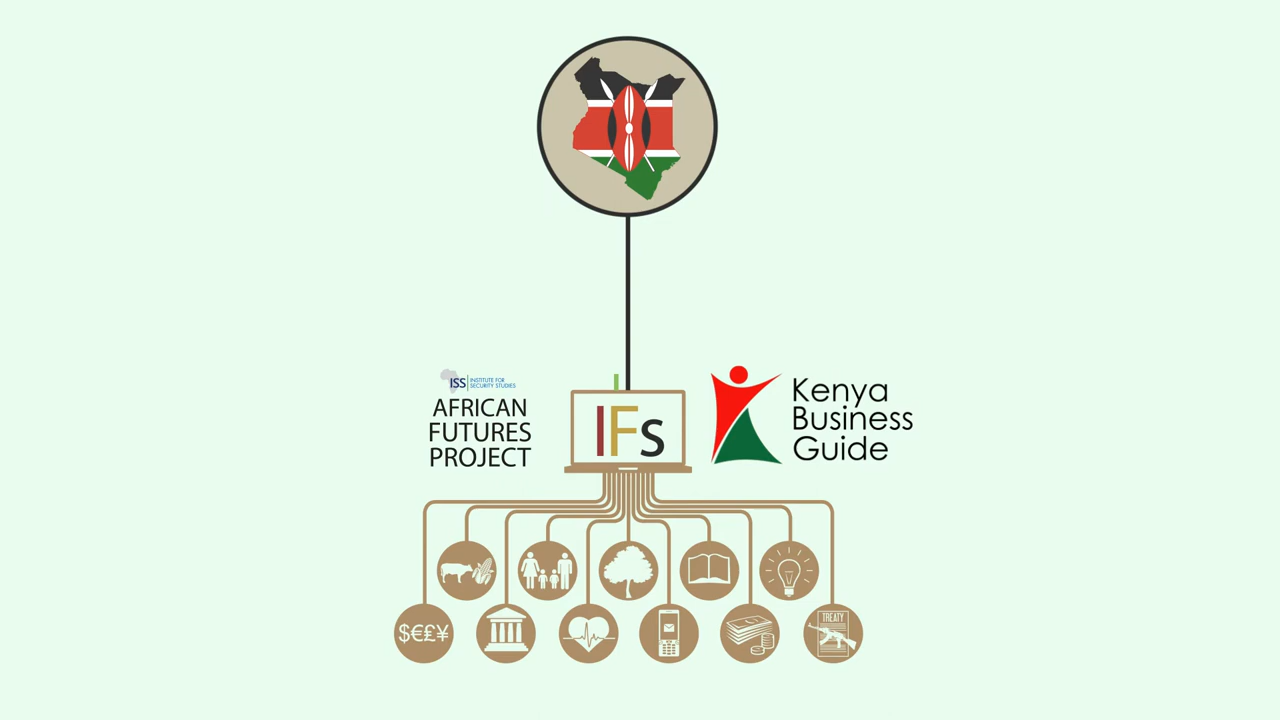 ISS INSTITUTE FOR
SECURITY STUDIES
AFRICAN
FUTURES
PROJECT
IFs
Kenya
Business
Guide
$€£¥
TREATY